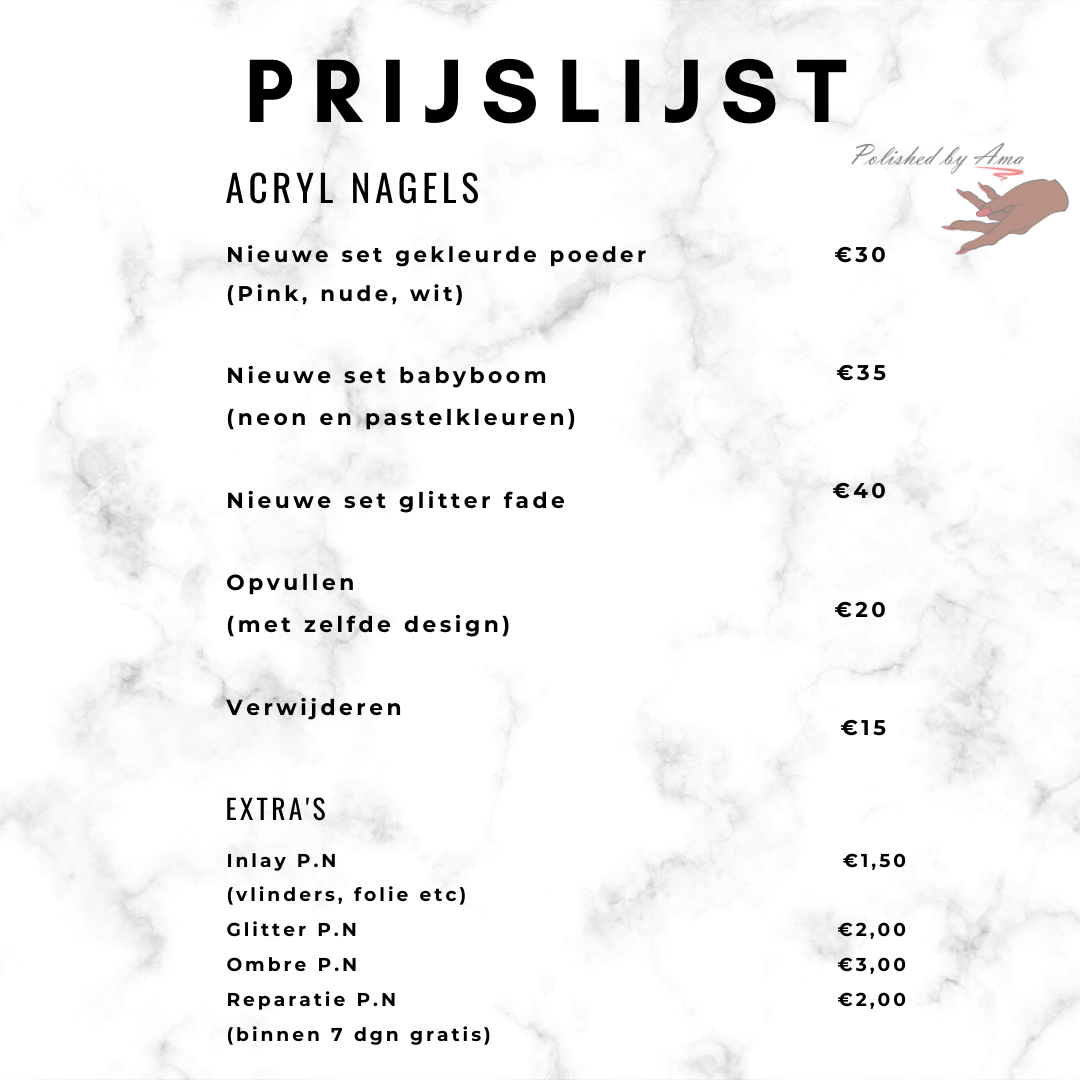 PRIJSLIJST
Polished by Ama
ACRYL NAGELS
Nieuwe set gekleurde poeder €30
(Pink, nude, wit)
Nieuwe set babyboom €35
(neon en pastelkleuren)
Nieuwe set glitter fade €40
Opvullen
(met zelfde design) €20
Verwijderen €15
EXTRA'S
Inlay P.N €1,50
(vlinders, folie etc)
Glitter P.N €2,00
Ombre P.N €3,00
Reparatie P.N €2,00
(binnen 7 dgn gratis)